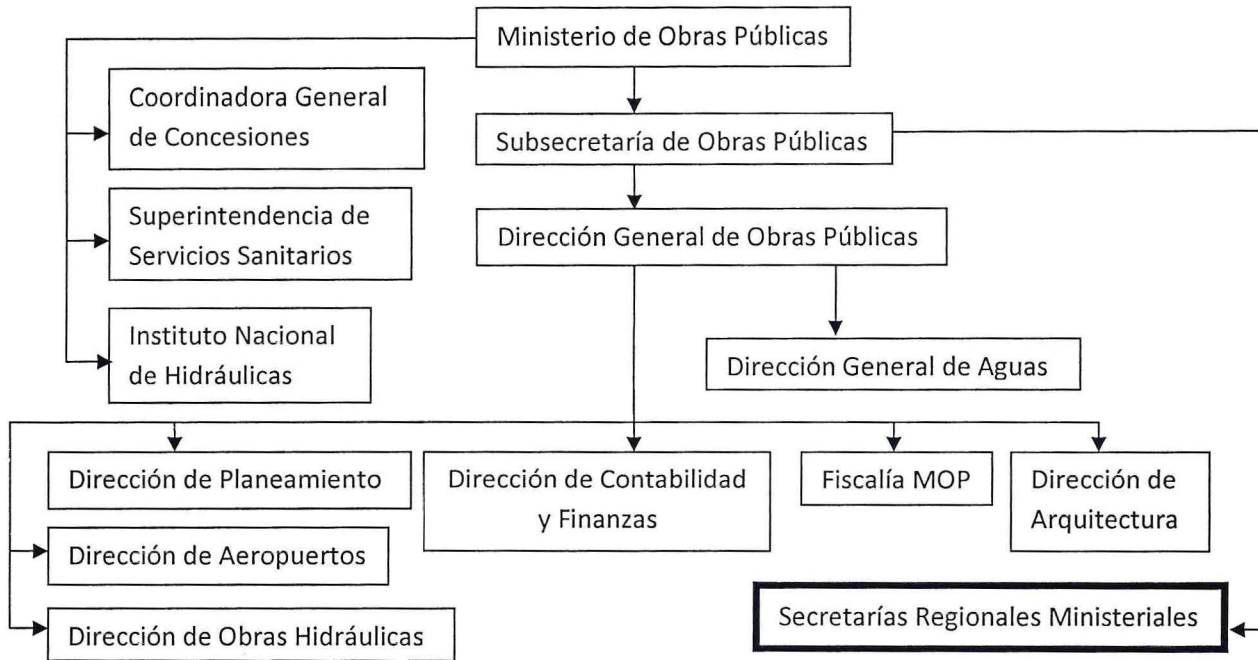 Ministerio de Obras Públicas
Coordinadora General
de Concesiones
Subsecretaría de Obras Públicas
Superintendencia de
Servicios Sanitarios
Dirección General de Obras Públicas
Instituto Nacional
de Hidráulicas
Dirección General de Aguas
Dirección de Planeamiento
Dirección de Contabilidad
y Finanzas
Fiscalía MOP
Dirección de
Arquitectura
Dirección de Aeropuertos
Dirección de Obras Hidráulicas
Secretarías Regionales Ministeriales